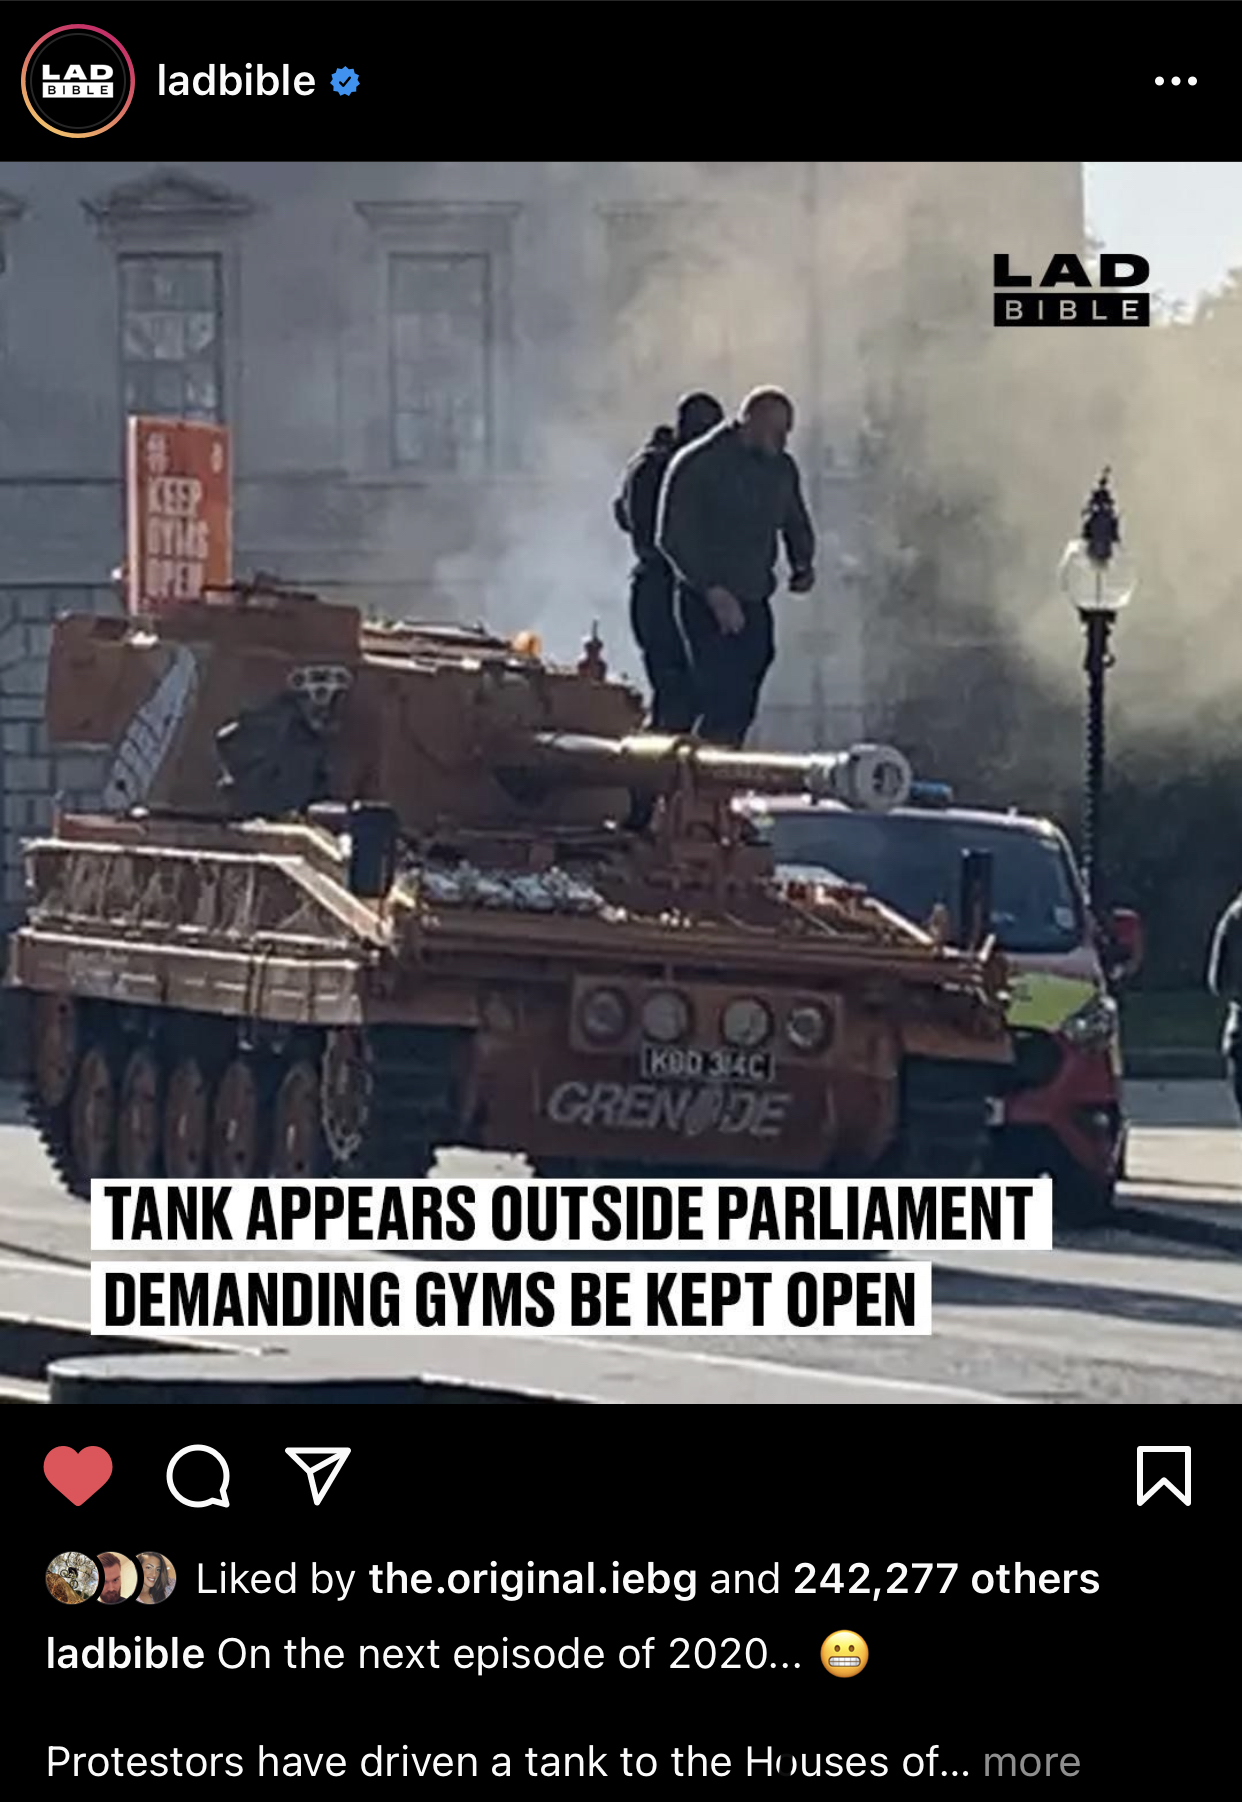 LAD
BIBLE
ladbible
LAD
BIBLE
#
KEEP
GYMS
OPEN
GRENADE
TANK APPEARS OUTSIDE PARLIAMENT
DEMANDING GYMS BE KEPT OPEN
Liked by the.original.iebg and 242,277 others
ladbible On the next episode of 2020... 😬
Protestors have driven a tank to the Houses of... more